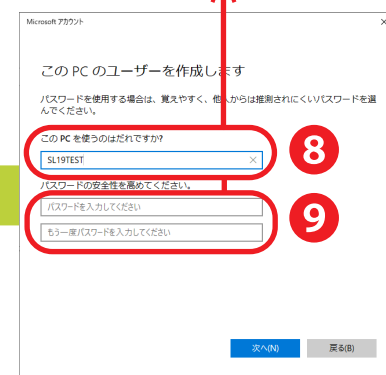 Microsoft アカウント
×
この PC のユーザーを作成します
パスワードを使用する場合は、覚えやすく、他人からは推測されにくいパスワードを選
んでください。
この PC を使うのはだれですか?
SL19TEST ×
8
パスワードの安全性を高めてください。
パスワードを入力してください
もう一度パスワードを入力してください
9
次へ(N) 戻る(B)